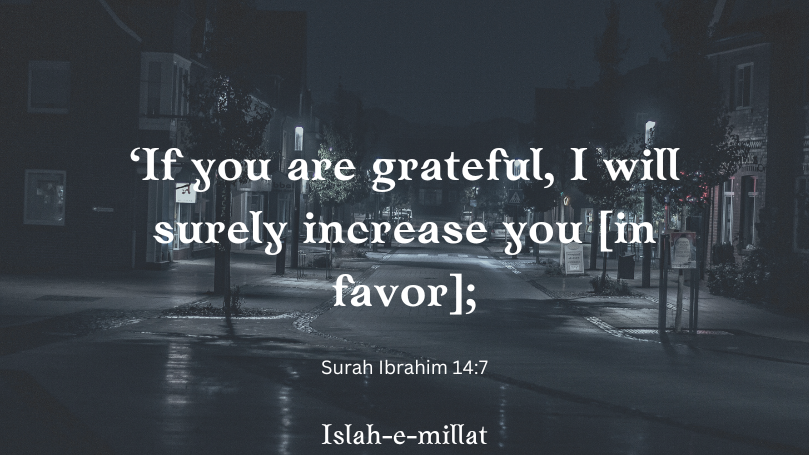 ‘If you are grateful, I will
surely increase you [in
favor];
Surah Ibrahim 14:7
Islah-e-millat